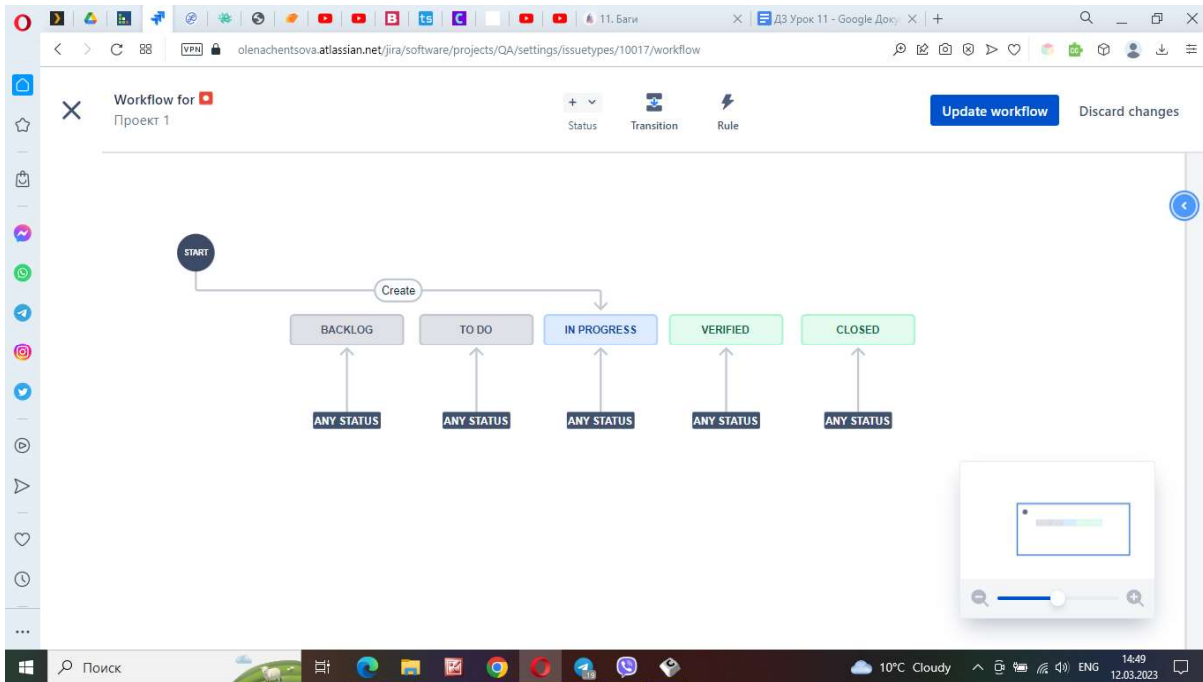 11. Баги
ДЗ Урок 11 - Google Доку
VPN
olenachentsova.atlassian.net/jira/software/projects/QA/settings/issuetypes/10017/workflow
Workflow for
Проект 1
Status
Transition
Rule
Update workflow
Discard changes
START
Create
BACKLOG
TO DO
IN PROGRESS
VERIFIED
CLOSED
ANY STATUS
ANY STATUS
ANY STATUS
ANY STATUS
ANY STATUS
Поиск
10°C Cloudy
ENG
14:49
12.03.2023